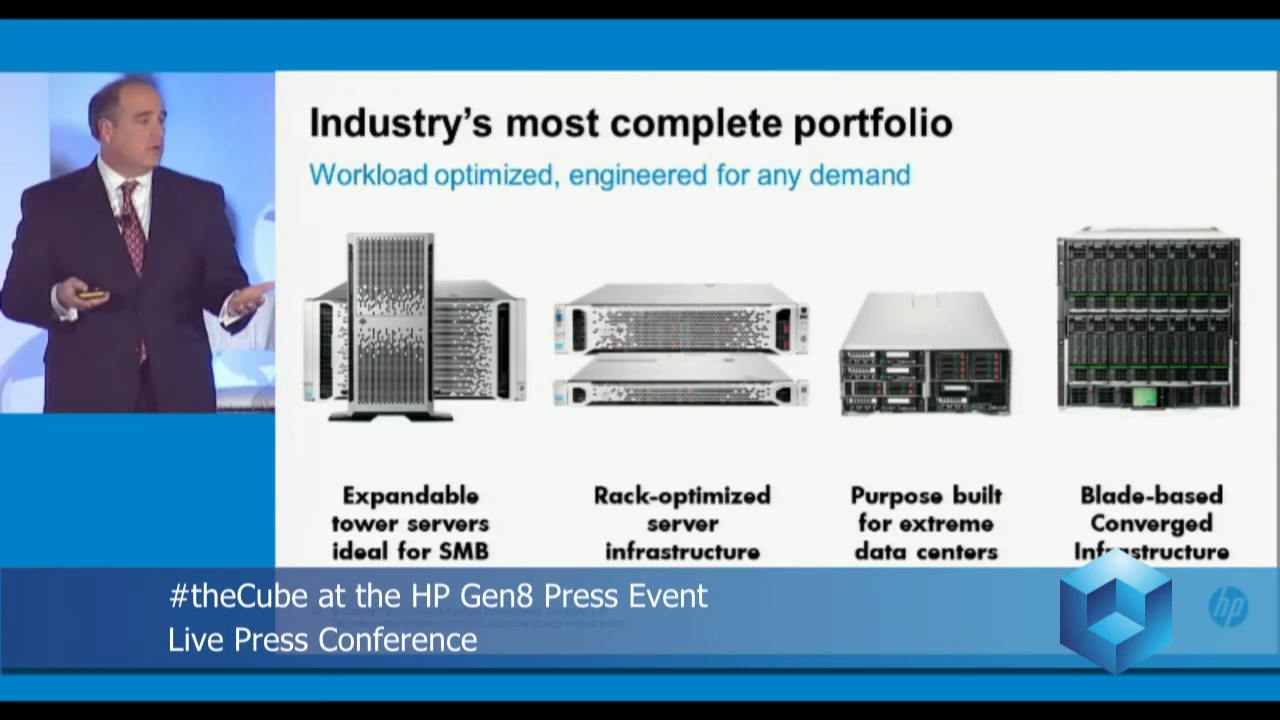 Industry's most complete portfolio
Workload optimized, engineered for any demand
Expandable
tower servers
ideal for SMB
Rack-optimized
server
infrastructure
Purpose built
for extreme
data centers
Blade-based
Converged
Infrastructure
#theCube at the HP Gen8 Press Event
Live Press Conference
hp